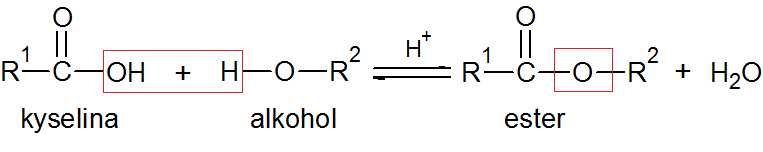 O O
R¹ C OH + H O R² H⁺ R¹ C O R² + H₂O
kyselina alkohol ester